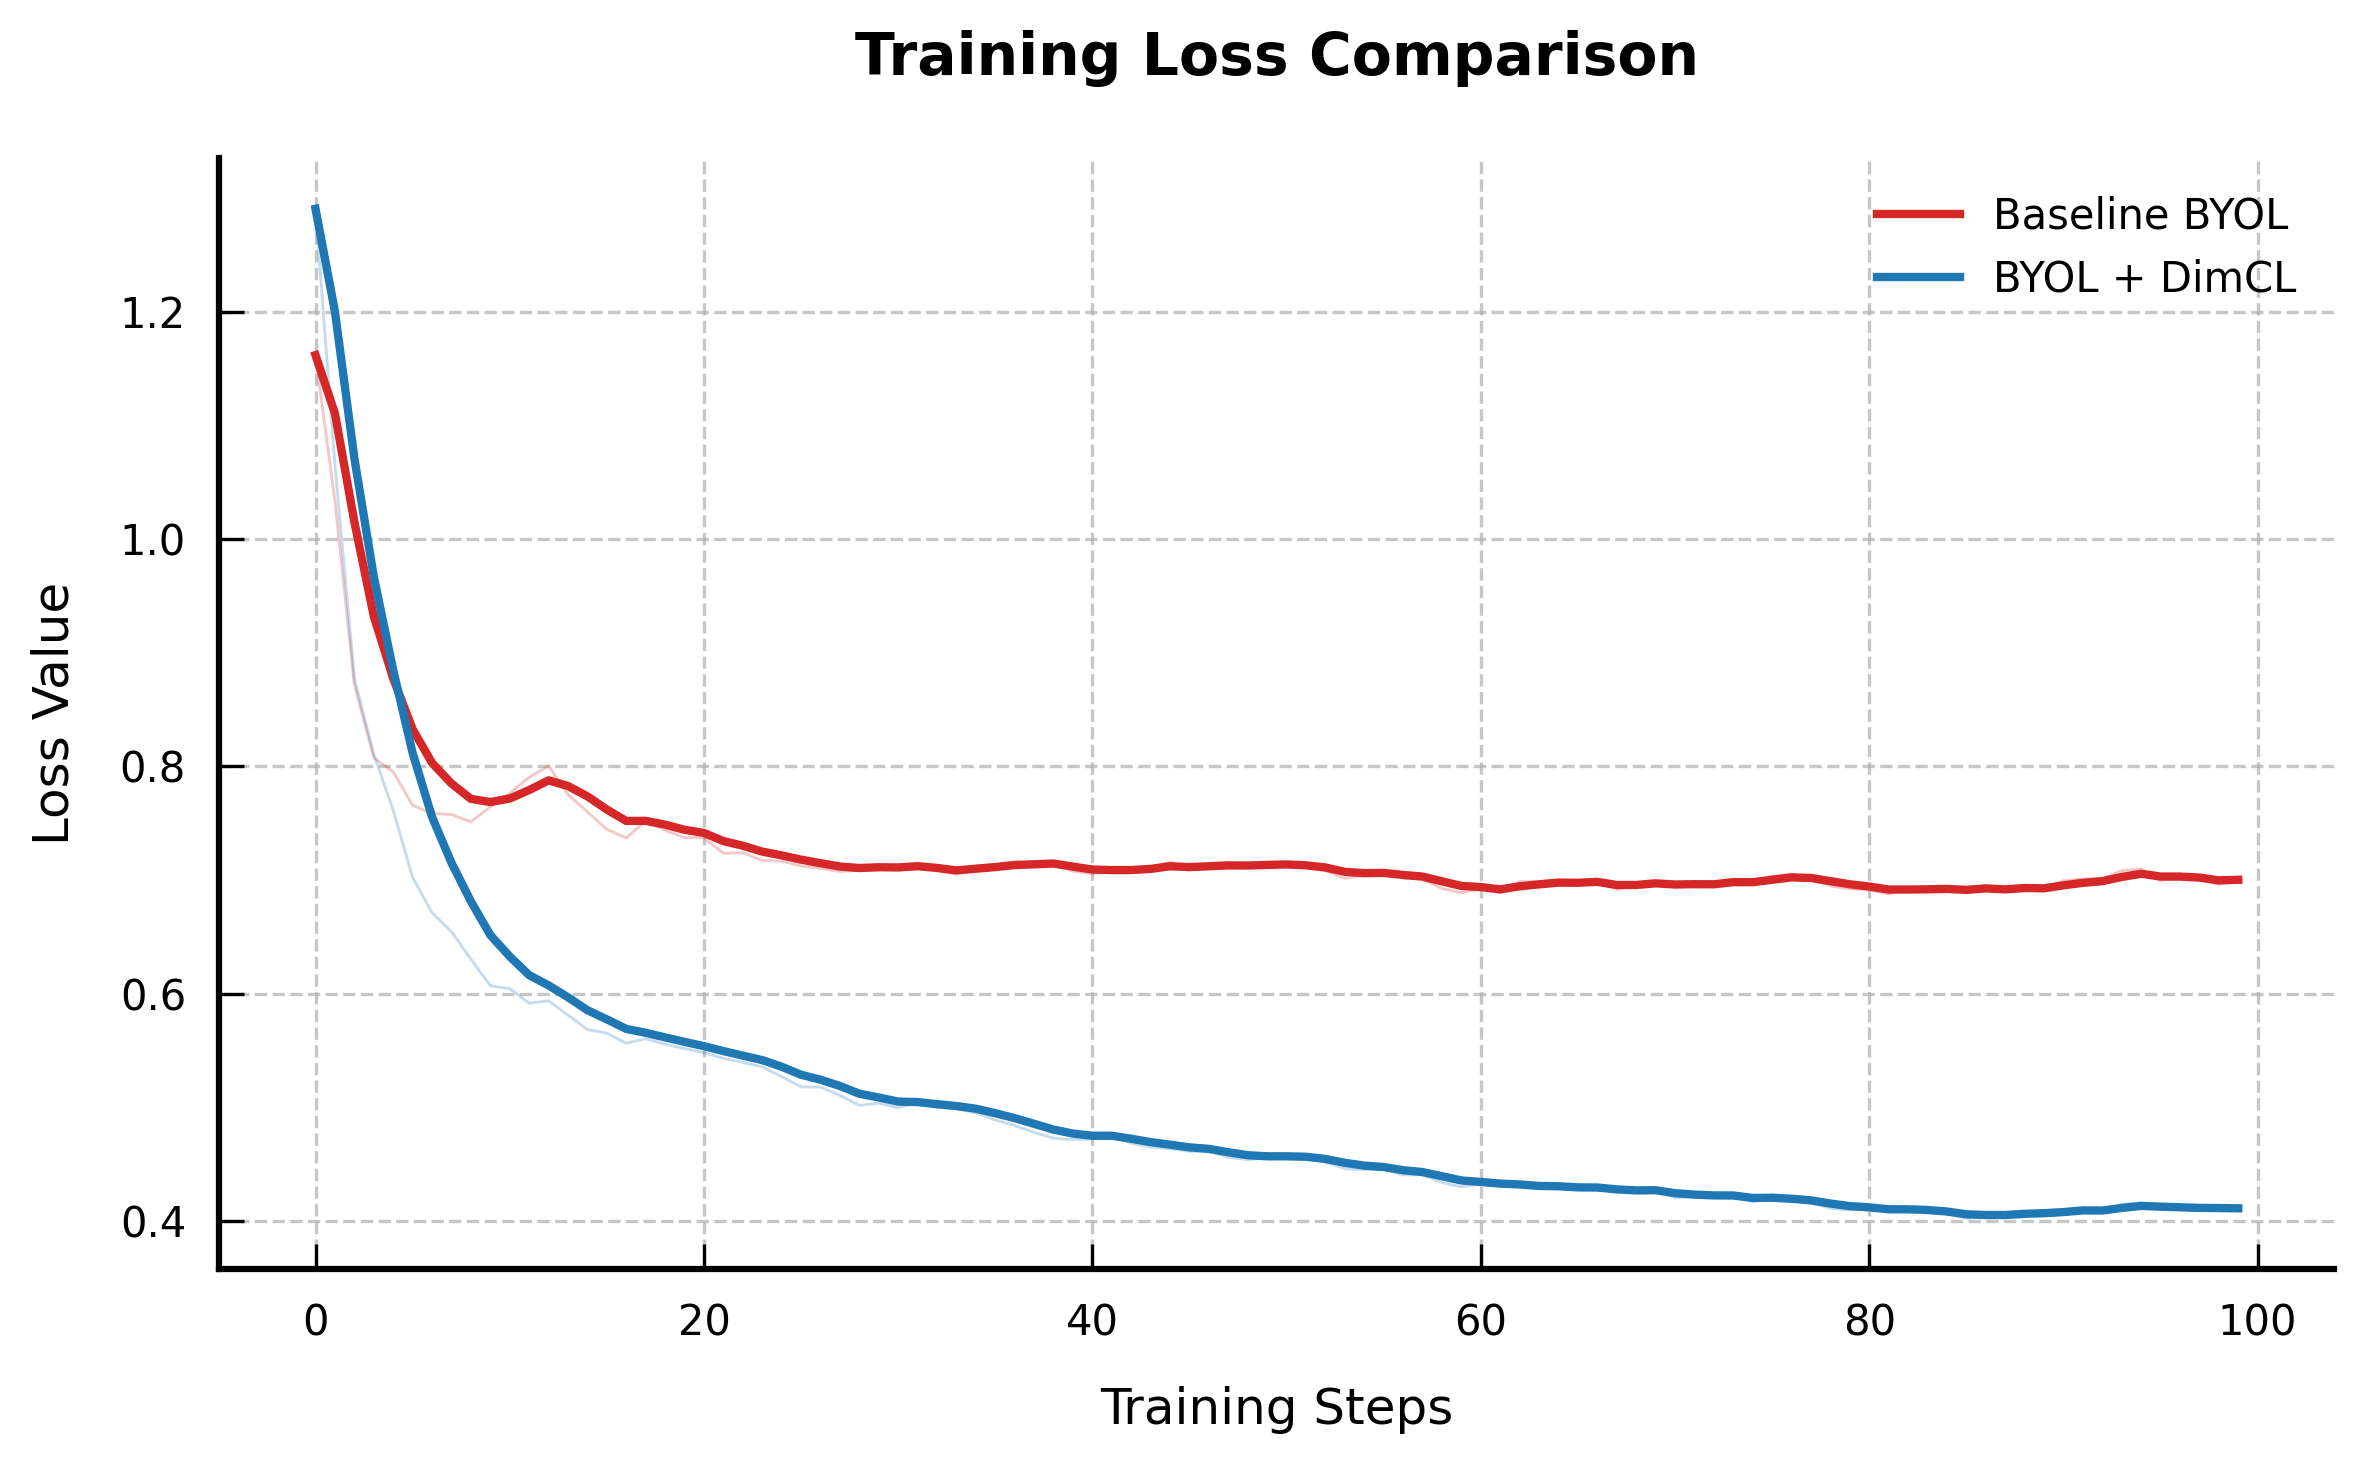 Training Loss Comparison
Baseline BYOL
BYOL + DimCL
Loss Value
1.2
1.0
0.8
0.6
0.4
0 20 40 60 80 100
Training Steps